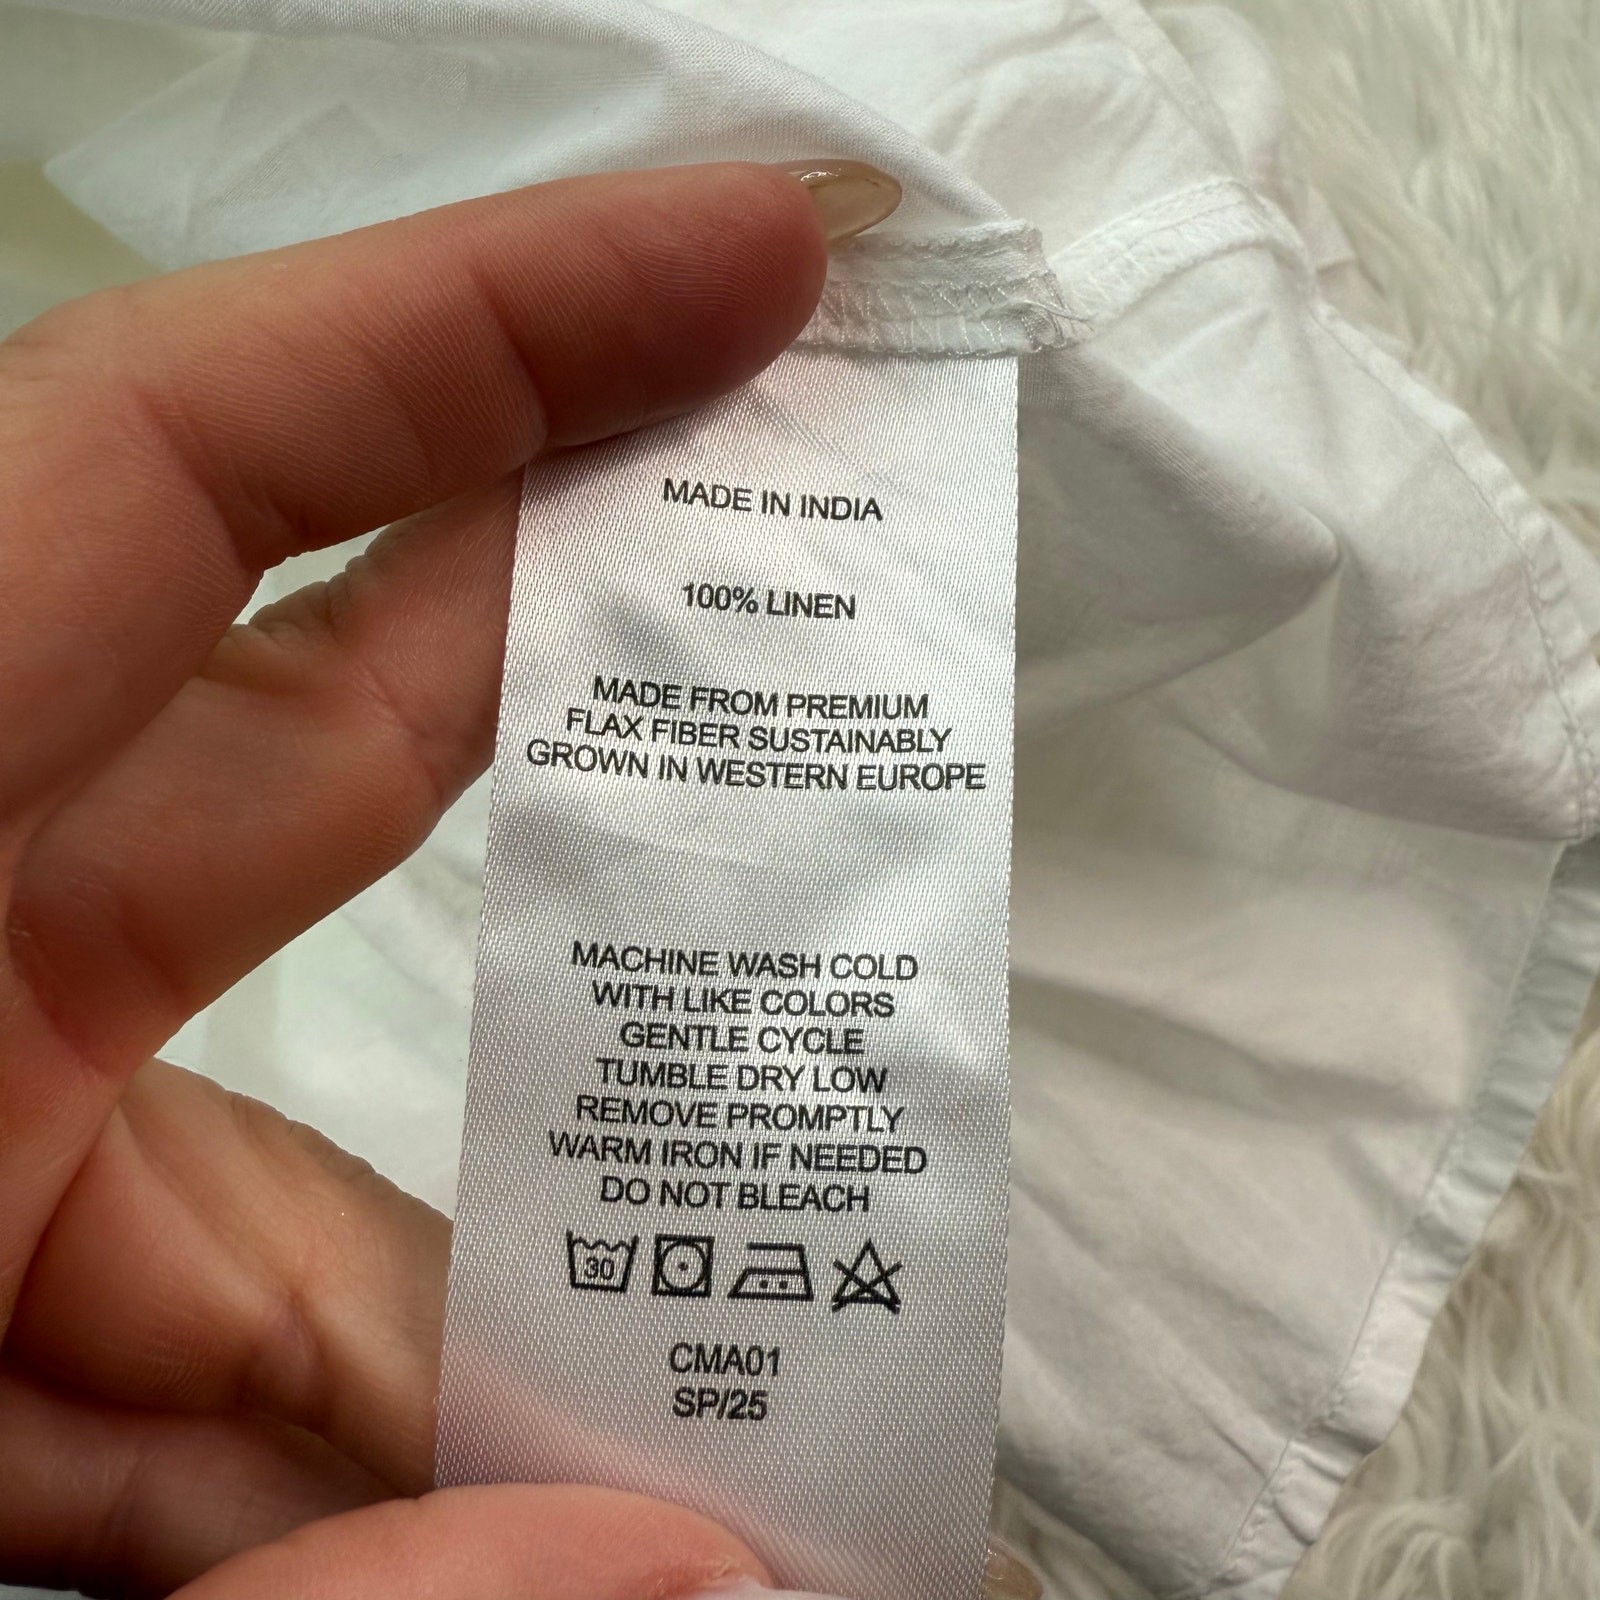 MADE IN INDIA
100% LINEN
MADE FROM PREMIUM
FLAX FIBER SUSTAINABLY
GROWN IN WESTERN EUROPE
MACHINE WASH COLD
WITH LIKE COLORS
GENTLE CYCLE
TUMBLE DRY LOW
REMOVE PROMPTLY
WARM IRON IF NEEDED
DO NOT BLEACH
30
CMA01
SP/25